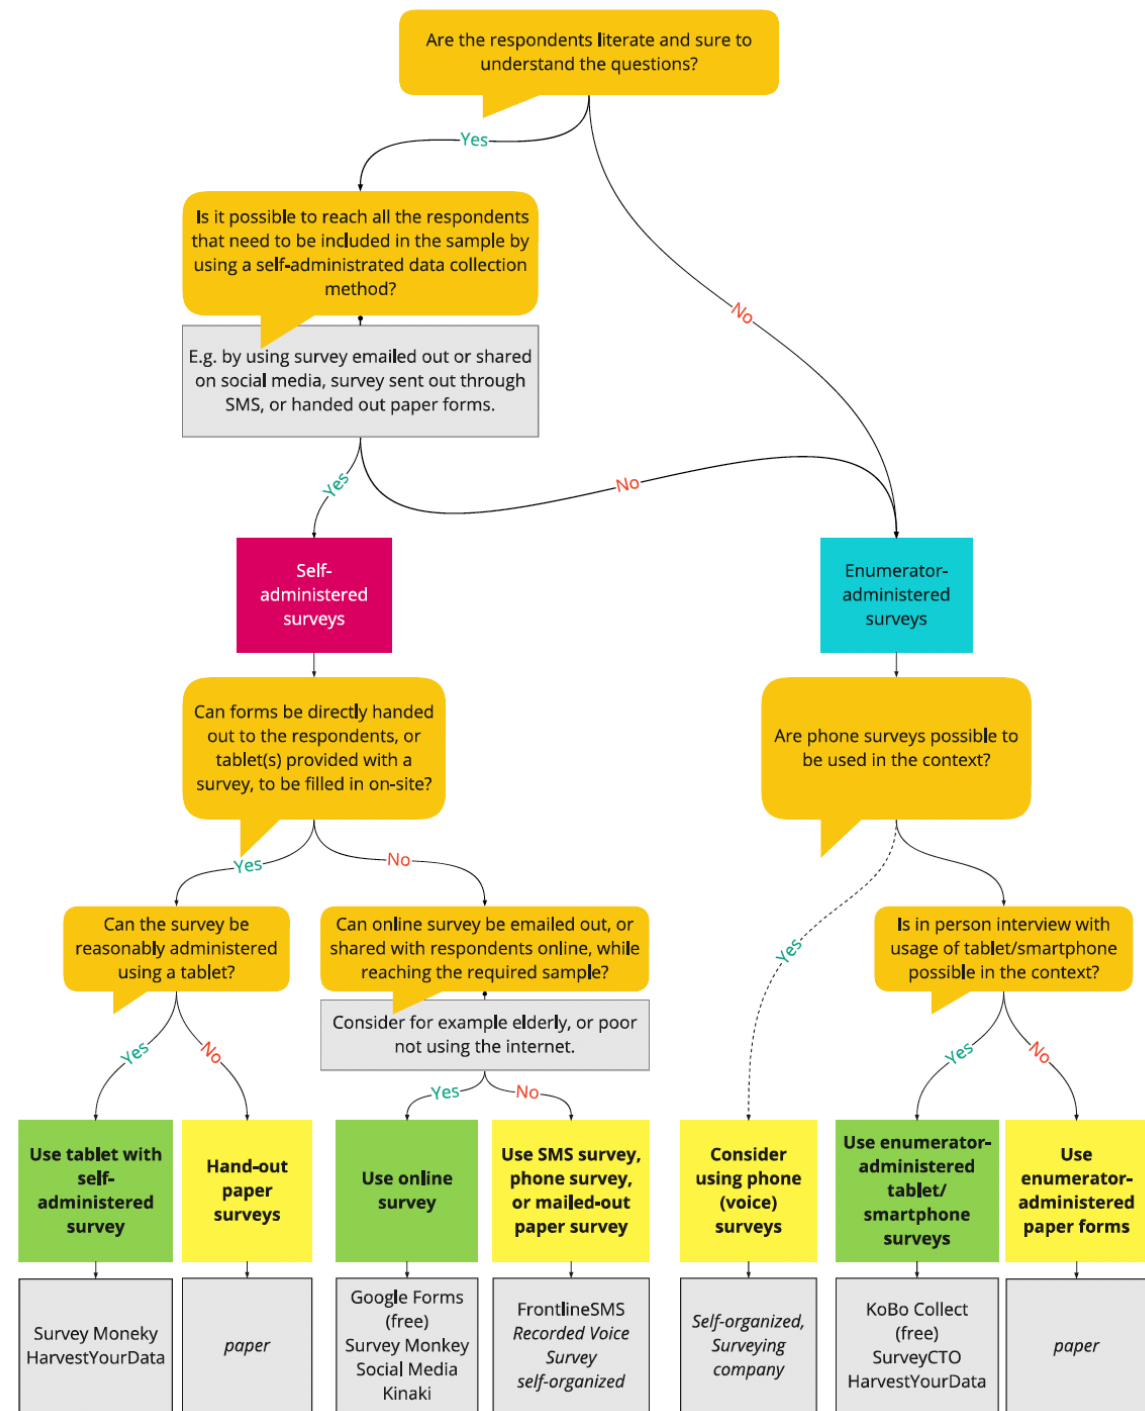 Are the respondents literate and sure to
understand the questions?
Yes
Is it possible to reach all the respondents
that need to be included in the sample by
using a self-administrated data collection
method?
No
E.g. by using survey emailed out or shared
on social media, survey sent out through
SMS, or handed out paper forms.
Yes
No
Self-
administered
surveys
Enumerator-
administered
surveys
Can forms be directly handed
out to the respondents, or
tablet(s) provided with a
survey, to be filled in on-site?
Are phone surveys possible to
be used in the context?
Yes
No
Can the survey be
reasonably administered
using a tablet?
Can online survey be emailed out, or
shared with respondents online, while
reaching the required sample?
Yes
Is in person interview with
usage of tablet/smartphone
possible in the context?
Consider for example elderly, or poor
not using the internet.
Yes
No
Yes
No
Yes
No
Use tablet with
self-
administered
survey
Hand-out
paper
surveys
Use online
survey
Use SMS survey,
phone survey,
or mailed-out
paper survey
Consider
using phone
(voice)
surveys
Use enumerator-
administered
tablet/
smartphone
surveys
Use
enumerator-
administered
paper forms
Survey Moneky
HarvestYourData
paper
Google Forms
(free)
Survey Monkey
Social Media
Kinaki
FrontlineSMS
Recorded Voice
Survey
self-organized
Self-organized,
Surveying
company
KoBo Collect
(free)
SurveyCTO
HarvestYourData
paper